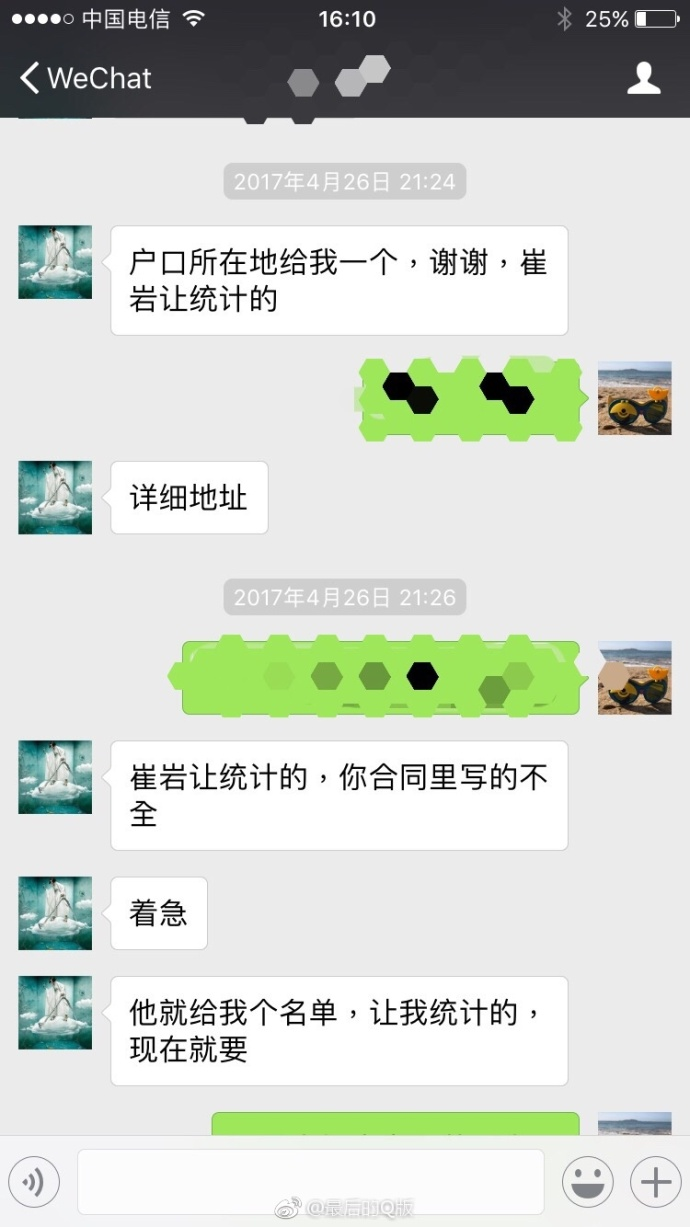 中国电信
16:10
25%
WeChat
2017年4月26日 21:24
户口所在地给我一个，谢谢，崔
岩让统计的
详细地址
2017年4月26日 21:26
崔岩让统计的，你合同里写的不
全
着急
他就给我个名单，让我统计的，
现在就要
@最后的Q版